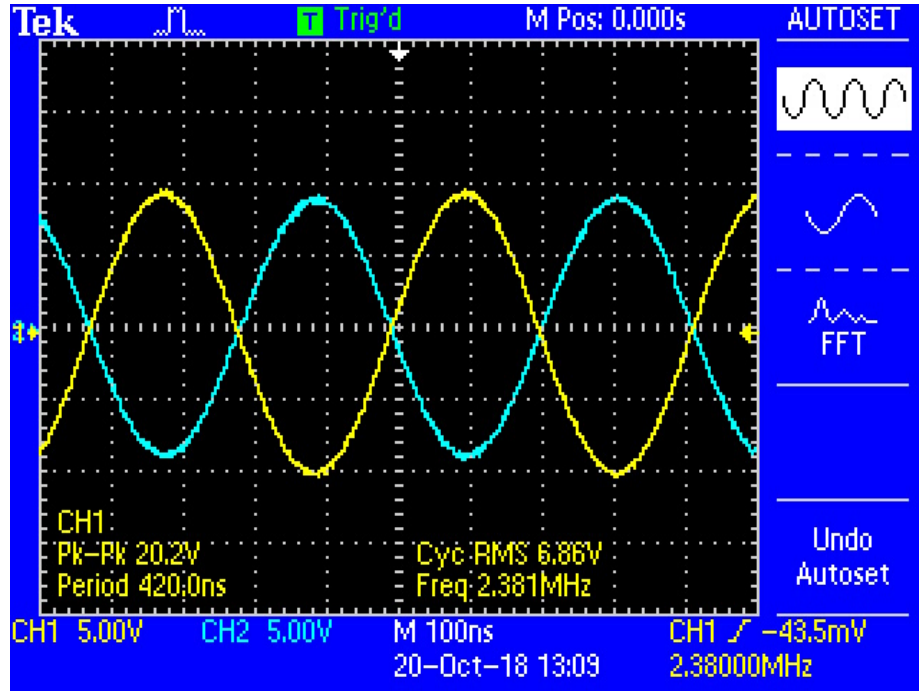 Tek T Trig'd M Pos: 0.000s AUTOSET
FFT
CH1
Pk-Pk 20.2V Cyc RMS 6.86V
Period 420.0ns Freq 2.381MHz
Undo
Autoset
CH1 5.00V CH2 5.00V M 100ns CH1 -43.5mV
20-Oct-18 13:09 2.38000MHz